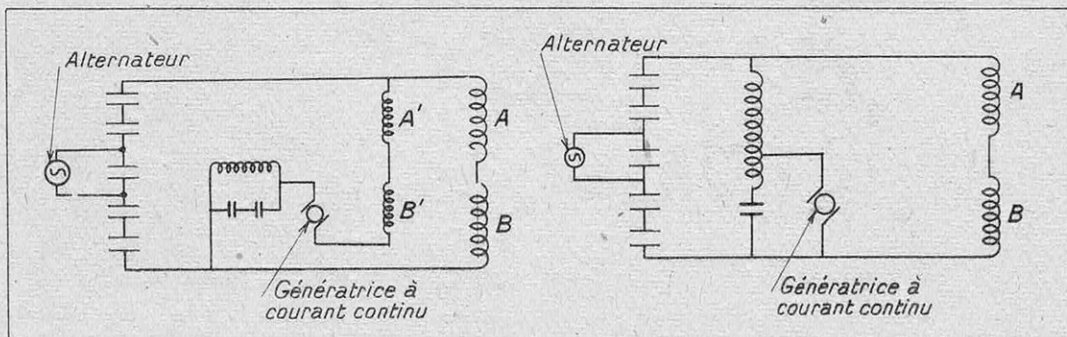 Alternateur
S
A'
A
B'
B
Génératrice à
courant continu
Alternateur
S
A
B
Génératrice à
courant continu